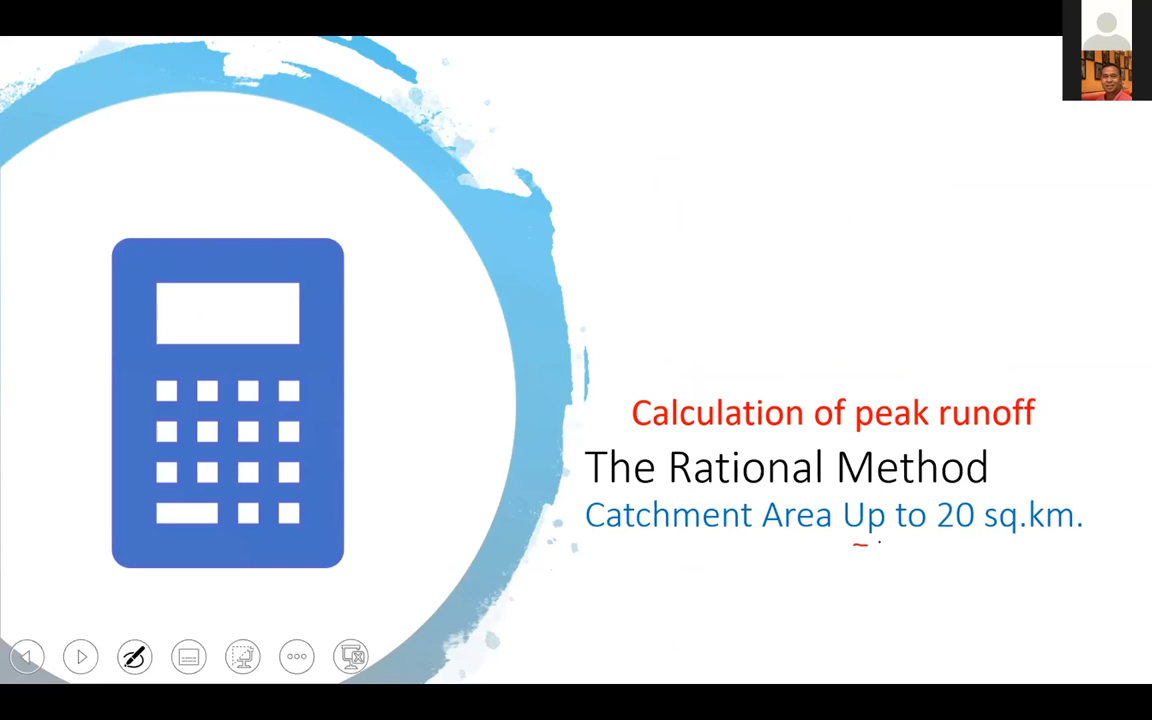 Calculation of peak runoff
The Rational Method
Catchment Area Up to 20 sq.km.